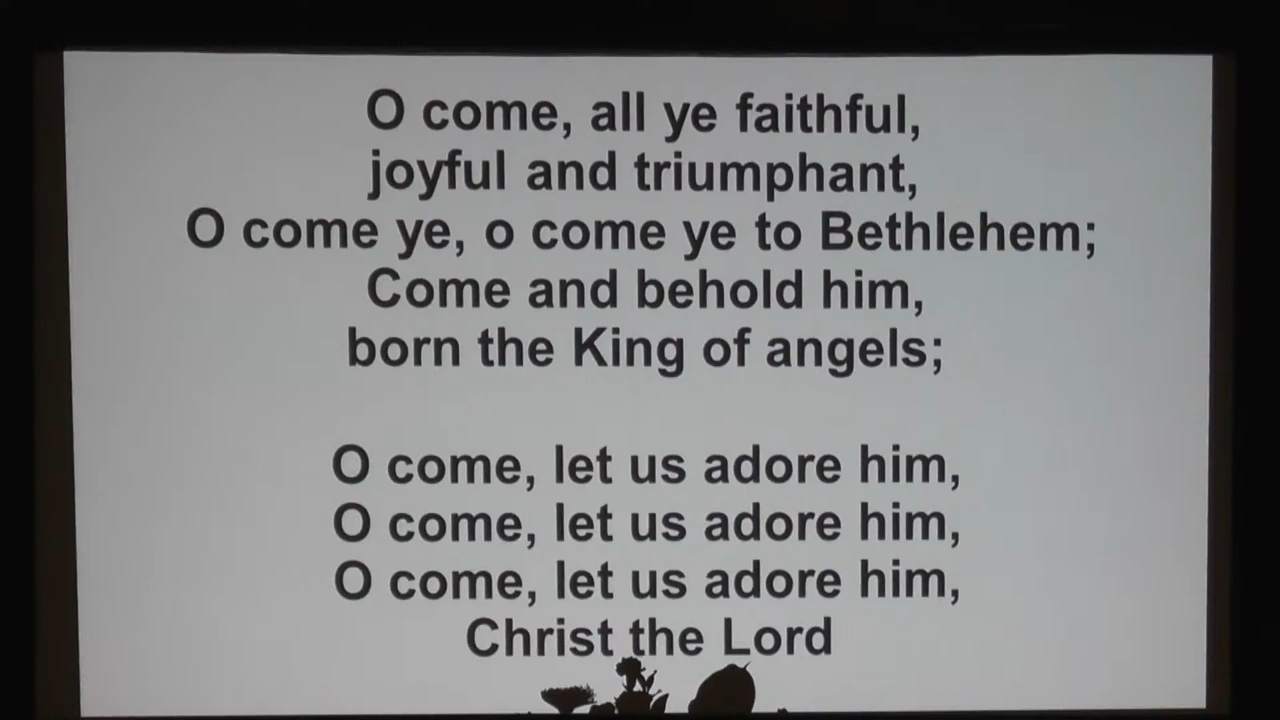 O come, all ye faithful,
joyful and triumphant,
O come ye, o come ye to Bethlehem;
Come and behold him,
born the King of angels;
O come, let us adore him,
O come, let us adore him,
O come, let us adore him,
Christ the Lord